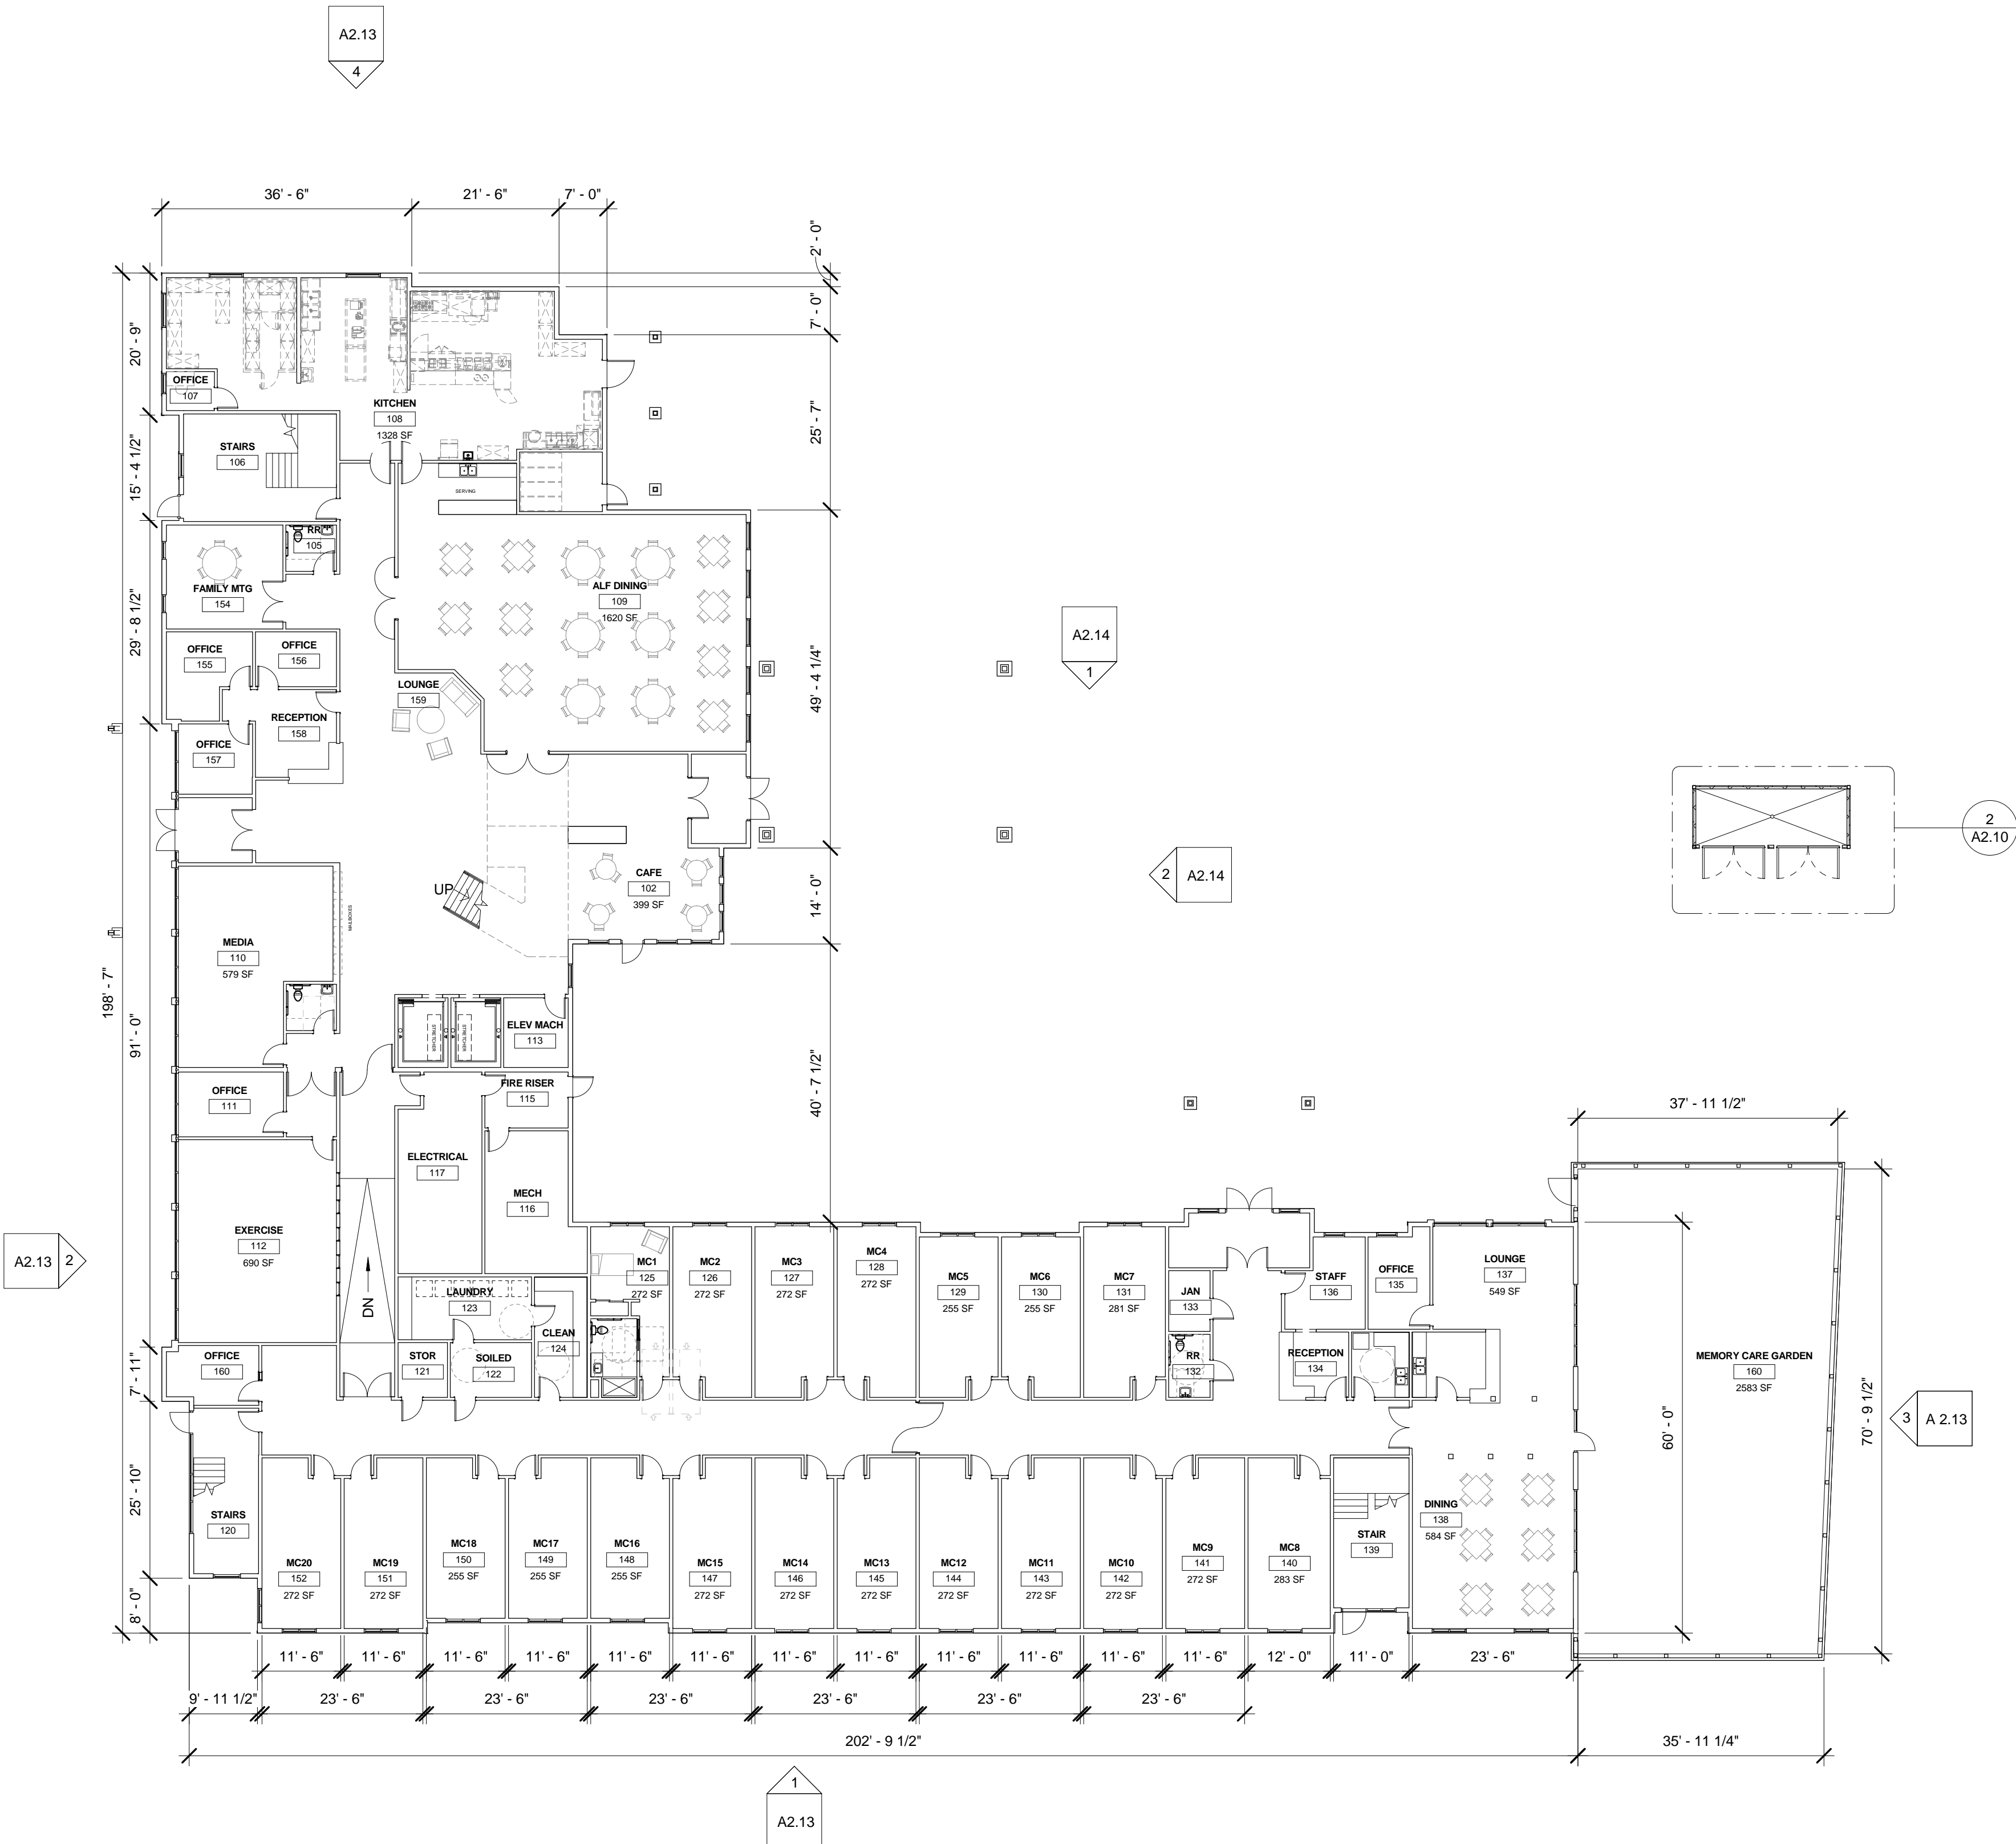 A2.13
4
36' - 6"
21' - 6"
7' - 0"
2' - 0"
7' - 0"
25' - 7"
49' - 4 1/4"
14' - 0"
40' - 7 1/2"
198' - 7"
20' - 9"
15' - 4 1/2"
29' - 8 1/2"
91' - 0"
7' - 11"
25' - 10"
8' - 0"
OFFICE
107
KITCHEN
108
1328 SF
STAIRS
106
SERVING
RR
105
FAMILY MTG
154
ALF DINING
109
1620 SF
OFFICE
155
OFFICE
156
LOUNGE
159
RECEPTION
158
OFFICE
157
A2.14
1
2
A2.10
2
A2.14
UP
CAFE
102
399 SF
MAILBOXES
MEDIA
110
579 SF
STRETCHER
STRETCHER
ELEV MACH
113
OFFICE
111
FIRE RISER
115
ELECTRICAL
117
MECH
116
EXERCISE
112
690 SF
DN
A2.13
2
LAUNDRY
123
CLEAN
124
STOR
121
SOILED
122
OFFICE
160
STAIRS
120
MC1
125
272 SF
MC2
126
272 SF
MC3
127
272 SF
MC4
128
272 SF
MC5
129
255 SF
MC6
130
255 SF
MC7
131
281 SF
JAN
133
RR
132
STAFF
136
OFFICE
135
RECEPTION
134
LOUNGE
137
549 SF
37' - 11 1/2"
MEMORY CARE GARDEN
160
2583 SF
60' - 0"
70' - 9 1/2"
3
A 2.13
DINING
138
584 SF
STAIR
139
MC20
152
272 SF
MC19
151
272 SF
MC18
150
255 SF
MC17
149
255 SF
MC16
148
255 SF
MC15
147
272 SF
MC14
146
272 SF
MC13
145
272 SF
MC12
144
272 SF
MC11
143
272 SF
MC10
142
272 SF
MC9
141
272 SF
MC8
140
283 SF
11' - 6"
11' - 6"
11' - 6"
11' - 6"
11' - 6"
11' - 6"
11' - 6"
11' - 6"
11' - 6"
11' - 6"
11' - 6"
11' - 6"
12' - 0"
11' - 0"
23' - 6"
9' - 11 1/2"
23' - 6"
23' - 6"
23' - 6"
23' - 6"
23' - 6"
23' - 6"
202' - 9 1/2"
35' - 11 1/4"
1
A2.13